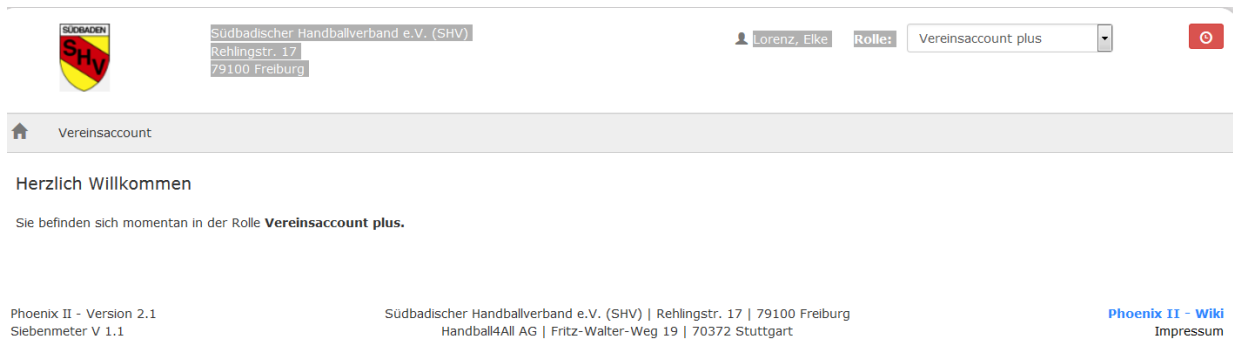 SÜDBADEN
SHV
Südbadischer Handballverband e.V. (SHV)
Rehlingstr. 17
79100 Freiburg
Lorenz, Elke Rolle: Vereinsaccount plus
Vereinsaccount
Herzlich Willkommen
Sie befinden sich momentan in der Rolle Vereinsaccount plus.
Phoenix II - Version 2.1
Siebenmeter V 1.1
Südbadischer Handballverband e.V. (SHV) | Rehlingstr. 17 | 79100 Freiburg
Handball4All AG | Fritz-Walter-Weg 19 | 70372 Stuttgart
Phoenix II - Wiki
Impressum